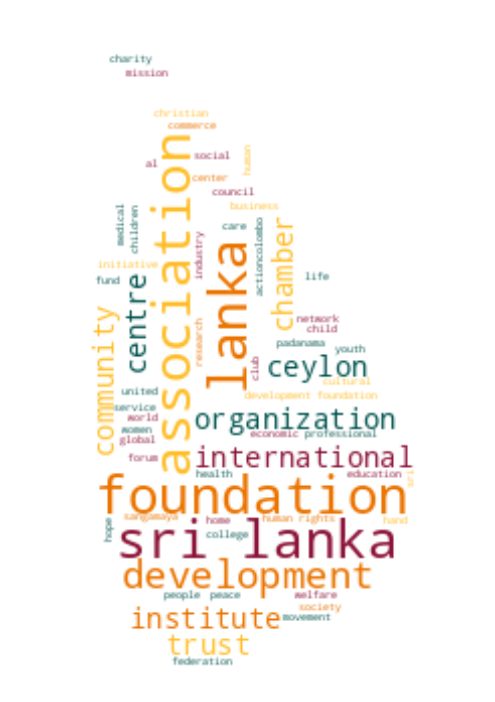 charity
mission
christian
commerce
association
social
human
al
center
council
business
medical
children
care
actioncolombo
chamber
industry
lanka
initiative
fund
centre
life
community
research
network
child
padanama
youth
club
ceylon
cultural
united
development foundation
service
world
organization
women
global
economic
professional
forum
international
health
education
sri
foundation
hope
sangamaya
home
human rights
hand
sri lanka
college
development
people
peace
welfare
society
institute
movement
trust
federation